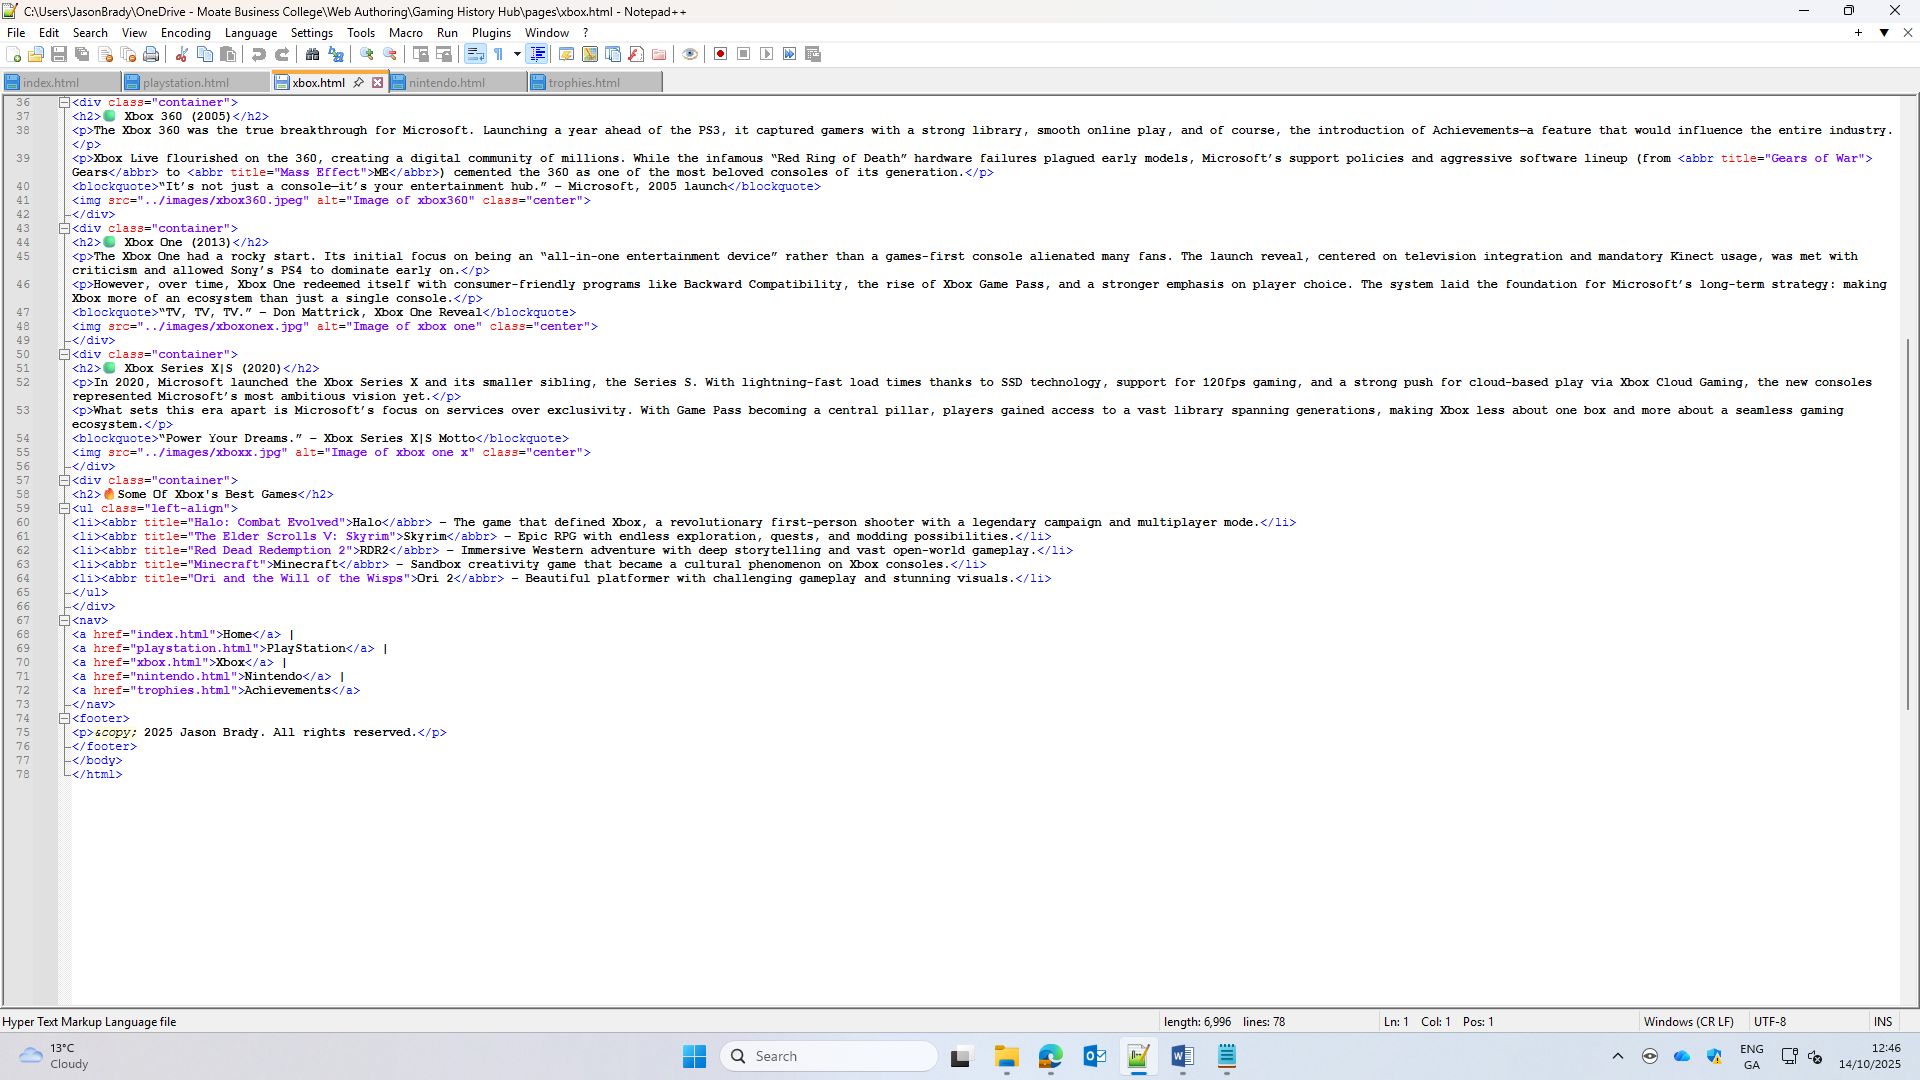 C:\Users\JasonBrady\OneDrive - Moate Business College\Web Authoring\Gaming History Hub\pages\xbox.html - Notepad++
File Edit Search View Encoding Language Settings Tools Macro Run Plugins Window ?
index.html playstation.html xbox.html nintendo.html trophies.html
36 <div class="container">
37 <h2>🟢 Xbox 360 (2005)</h2>
38 <p>The Xbox 360 was the true breakthrough for Microsoft. Launching a year ahead of the PS3, it captured gamers with a strong library, smooth online play, and of course, the introduction of Achievements—a feature that would influence the entire industry.
</p>
39 <p>Xbox Live flourished on the 360, creating a digital community of millions. While the infamous “Red Ring of Death” hardware failures plagued early models, Microsoft’s support policies and aggressive software lineup (from <abbr title="Gears of War">
Gears</abbr> to <abbr title="Mass Effect">ME</abbr>) cemented the 360 as one of the most beloved consoles of its generation.</p>
40 <blockquote>“It’s not just a console—it’s your entertainment hub.” – Microsoft, 2005 launch</blockquote>
41 <img src="../images/xbox360.jpeg" alt="Image of xbox360" class="center">
42 </div>
43 <div class="container">
44 <h2>🟢 Xbox One (2013)</h2>
45 <p>The Xbox One had a rocky start. Its initial focus on being an “all-in-one entertainment device” rather than a games-first console alienated many fans. The launch reveal, centered on television integration and mandatory Kinect usage, was met with
criticism and allowed Sony’s PS4 to dominate early on.</p>
46 <p>However, over time, Xbox One redeemed itself with consumer-friendly programs like Backward Compatibility, the rise of Xbox Game Pass, and a stronger emphasis on player choice. The system laid the foundation for Microsoft’s long-term strategy: making
Xbox more of an ecosystem than just a single console.</p>
47 <blockquote>“TV, TV, TV.” – Don Mattrick, Xbox One Reveal</blockquote>
48 <img src="../images/xboxonex.jpg" alt="Image of xbox one" class="center">
49 </div>
50 <div class="container">
51 <h2>🟢 Xbox Series X|S (2020)</h2>
52 <p>In 2020, Microsoft launched the Xbox Series X and its smaller sibling, the Series S. With lightning-fast load times thanks to SSD technology, support for 120fps gaming, and a strong push for cloud-based play via Xbox Cloud Gaming, the new consoles
represented Microsoft’s most ambitious vision yet.</p>
53 <p>What sets this era apart is Microsoft’s focus on services over exclusivity. With Game Pass becoming a central pillar, players gained access to a vast library spanning generations, making Xbox less about one box and more about a seamless gaming
ecosystem.</p>
54 <blockquote>“Power Your Dreams.” – Xbox Series X|S Motto</blockquote>
55 <img src="../images/xboxx.jpg" alt="Image of xbox one x" class="center">
56 </div>
57 <div class="container">
58 <h2>🔥Some Of Xbox's Best Games</h2>
59 <ul class="left-align">
60 <li><abbr title="Halo: Combat Evolved">Halo</abbr> – The game that defined Xbox, a revolutionary first-person shooter with a legendary campaign and multiplayer mode.</li>
61 <li><abbr title="The Elder Scrolls V: Skyrim">Skyrim</abbr> – Epic RPG with endless exploration, quests, and modding possibilities.</li>
62 <li><abbr title="Red Dead Redemption 2">RDR2</abbr> – Immersive Western adventure with deep storytelling and vast open-world gameplay.</li>
63 <li><abbr title="Minecraft">Minecraft</abbr> – Sandbox creativity game that became a cultural phenomenon on Xbox consoles.</li>
64 <li><abbr title="Ori and the Will of the Wisps">Ori 2</abbr> – Beautiful platformer with challenging gameplay and stunning visuals.</li>
65 </ul>
66 </div>
67 <nav>
68 <a href="index.html">Home</a> |
69 <a href="playstation.html">PlayStation</a> |
70 <a href="xbox.html">Xbox</a> |
71 <a href="nintendo.html">Nintendo</a> |
72 <a href="trophies.html">Achievements</a>
73 </nav>
74 <footer>
75 <p>&copy; 2025 Jason Brady. All rights reserved.</p>
76 </footer>
77 </body>
78 </html>
Hyper Text Markup Language file length: 6,996 lines: 78 Ln: 1 Col: 1 Pos: 1 Windows (CR LF) UTF-8 INS
13°C
Cloudy
Search
ENG
GA
12:46
14/10/2025